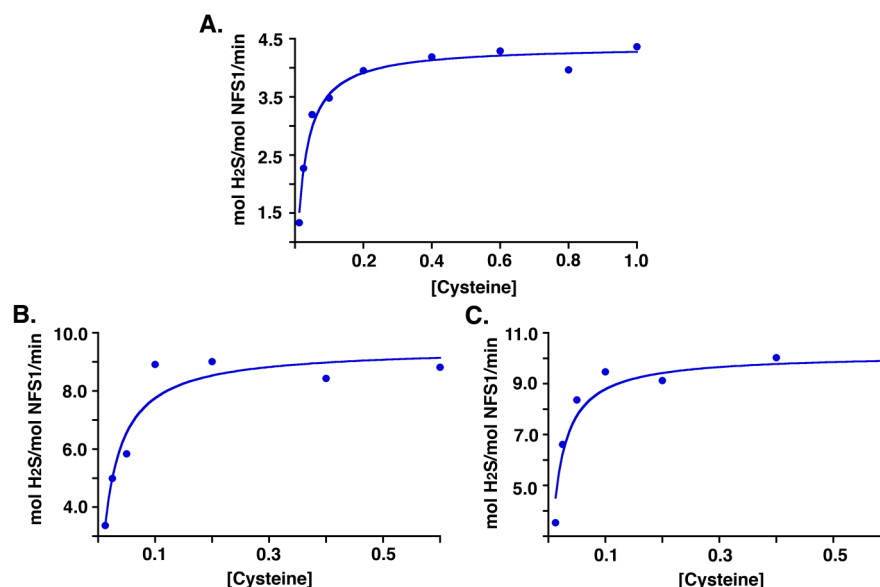 A.
mol H2S/mol NFS1/min
4.5
3.5
2.5
1.5
0.2 0.4 0.6 0.8 1.0
[Cysteine]
B.
mol H2S/mol NFS1/min
10.0
8.0
6.0
4.0
0.1 0.3 0.5
[Cysteine]
C.
mol H2S/mol NFS1/min
11.0
9.0
7.0
5.0
0.1 0.3 0.5
[Cysteine]